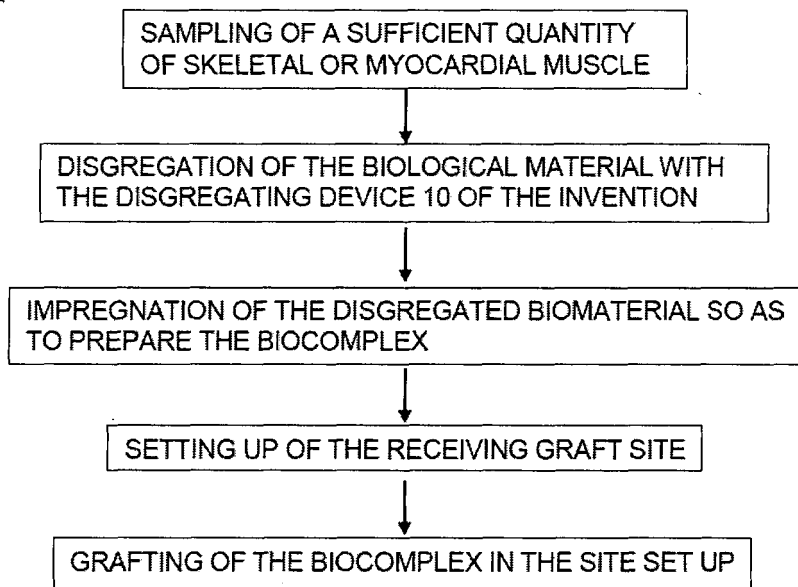 SAMPLING OF A SUFFICIENT QUANTITY
OF SKELETAL OR MYOCARDIAL MUSCLE
DISGREGATION OF THE BIOLOGICAL MATERIAL WITH
THE DISGREGATING DEVICE 10 OF THE INVENTION
IMPREGNATION OF THE DISGREGATED BIOMATERIAL SO AS
TO PREPARE THE BIOCOMPLEX
SETTING UP OF THE RECEIVING GRAFT SITE
GRAFTING OF THE BIOCOMPLEX IN THE SITE SET UP